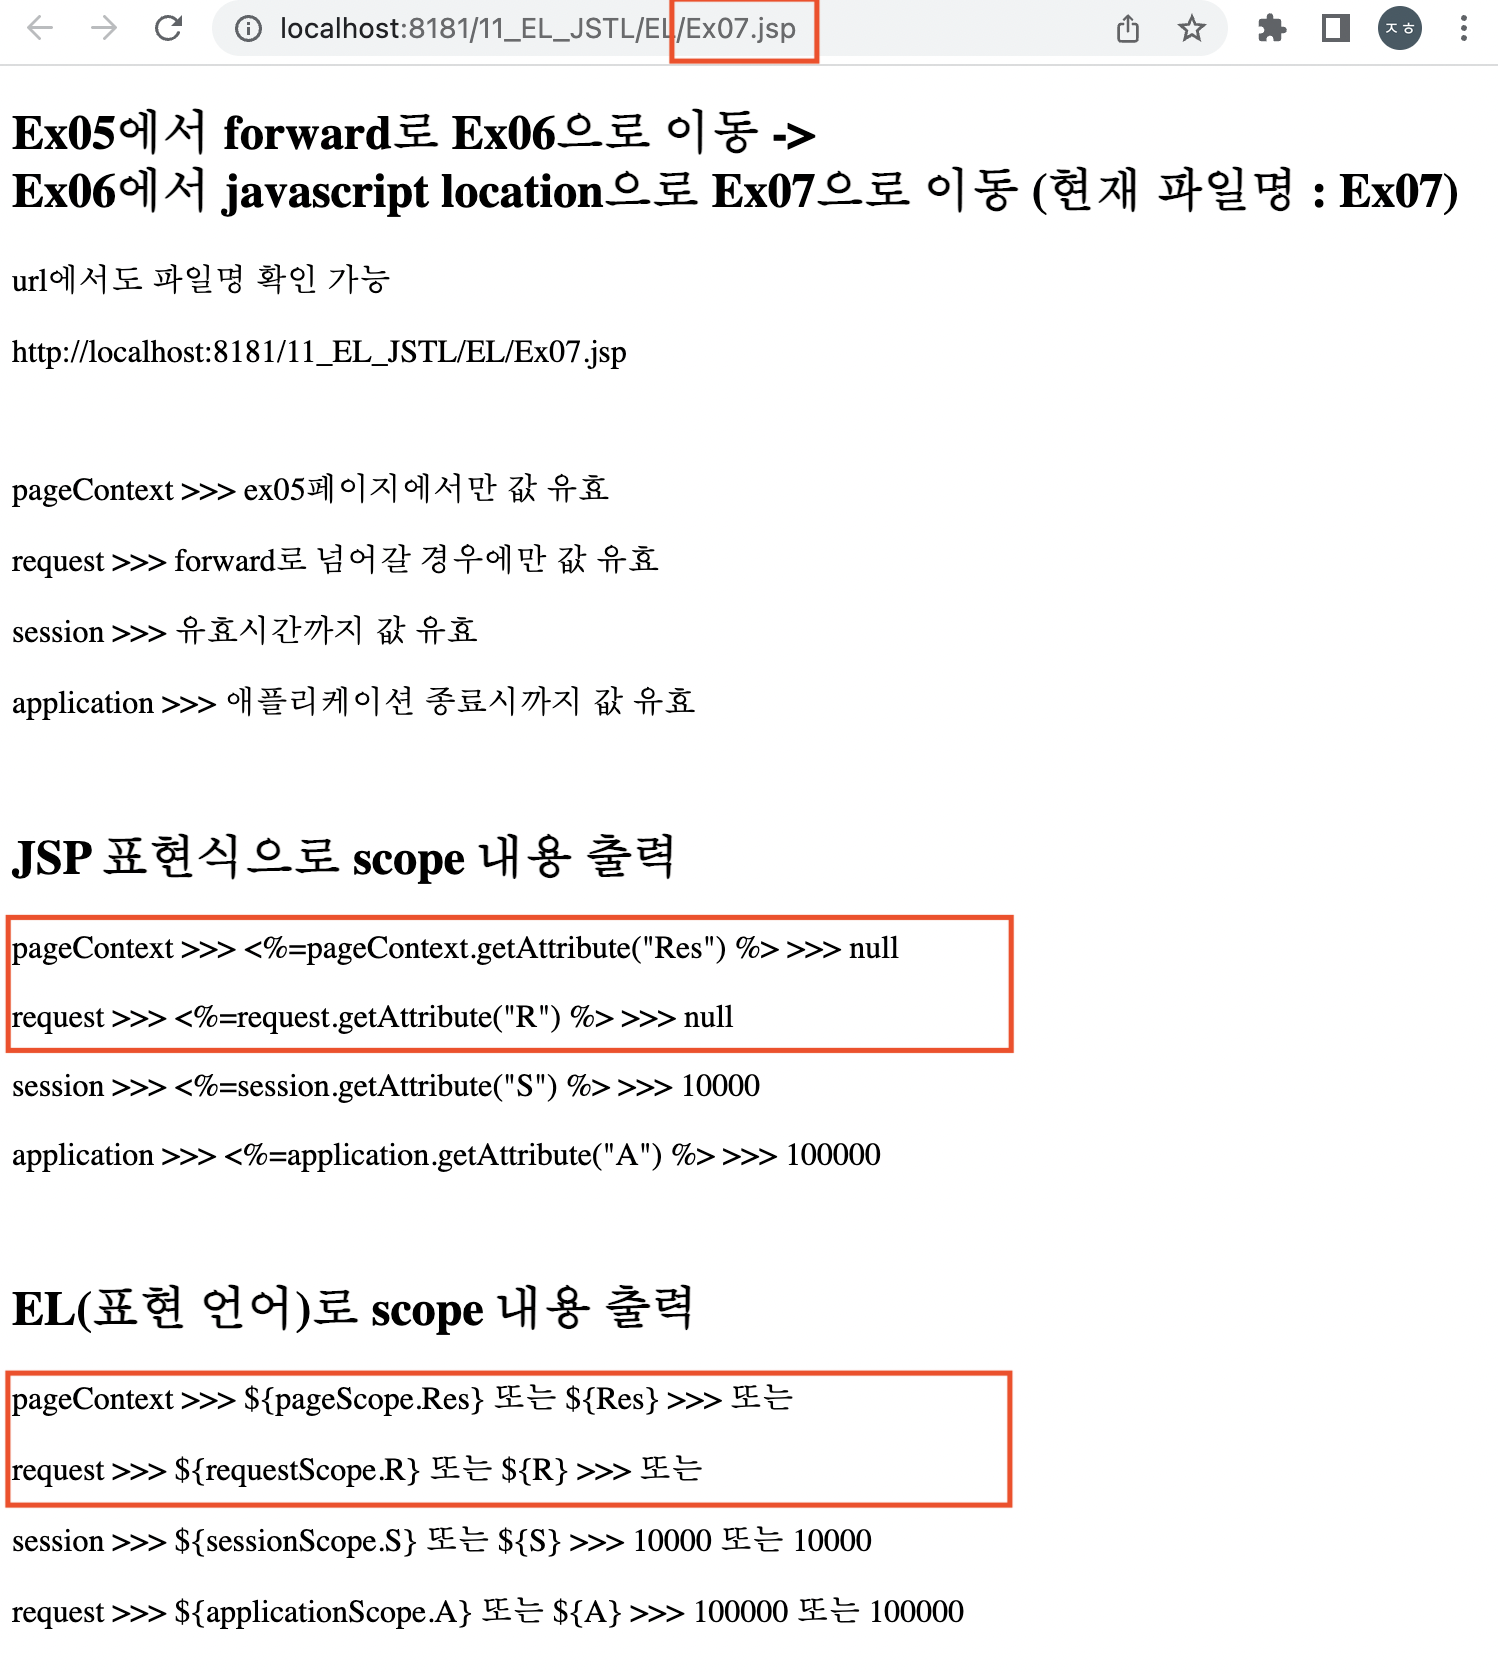 localhost:8181/11_EL_JSTL/EL/Ex07.jsp
ㅈㅎ
Ex05에서 forward로 Ex06으로 이동 ->
Ex06에서 javascript location으로 Ex07으로 이동 (현재 파일명 : Ex07)
url에서도 파일명 확인 가능
http://localhost:8181/11_EL_JSTL/EL/Ex07.jsp
pageContext >>> ex05페이지에서만 값 유효
request >>> forward로 넘어갈 경우에만 값 유효
session >>> 유효시간까지 값 유효
application >>> 애플리케이션 종료시까지 값 유효
JSP 표현식으로 scope 내용 출력
pageContext >>> <%=pageContext.getAttribute("Res") %> >>> null
request >>> <%=request.getAttribute("R") %> >>> null
session >>> <%=session.getAttribute("S") %> >>> 10000
application >>> <%=application.getAttribute("A") %> >>> 100000
EL(표현 언어)로 scope 내용 출력
pageContext >>> ${pageScope.Res} 또는 ${Res} >>> 또는
request >>> ${requestScope.R} 또는 ${R} >>> 또는
session >>> ${sessionScope.S} 또는 ${S} >>> 10000 또는 10000
request >>> ${applicationScope.A} 또는 ${A} >>> 100000 또는 100000